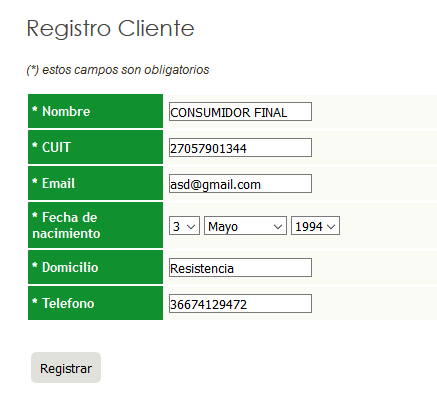 Registro Cliente
(*) estos campos son obligatorios
* Nombre CONSUMIDOR FINAL
* CUIT 27057901344
* Email asd@gmail.com
* Fecha de nacimiento 3 Mayo 1994
* Domicilio Resistencia
* Telefono 36674129472
Registrar